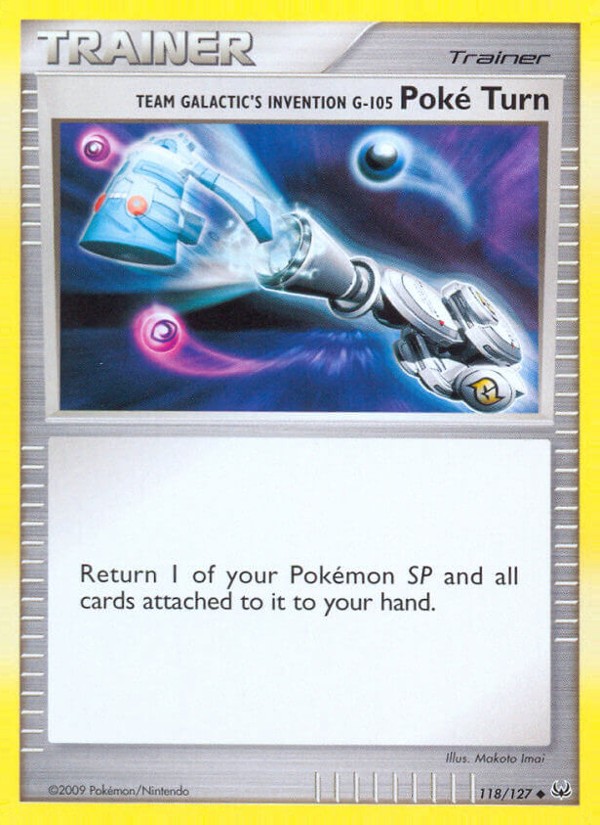 TRAINER
Trainer
TEAM GALACTIC'S INVENTION G-105 Poké Turn
Return 1 of your Pokémon SP and all
cards attached to it to your hand.
Illus. Makoto Imai
©2009 Pokémon/Nintendo
118/127